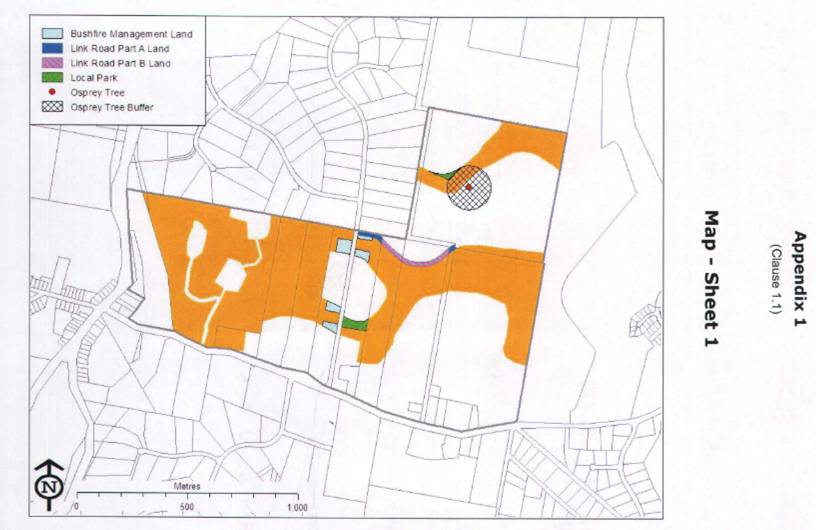 Bushfire Management Land
Link Road Part A Land
Link Road Part B Land
Local Park
Osprey Tree
Osprey Tree Buffer
N
Metres
0 500 1.000
Map - Sheet 1
Appendix 1
(Clause 1.1)